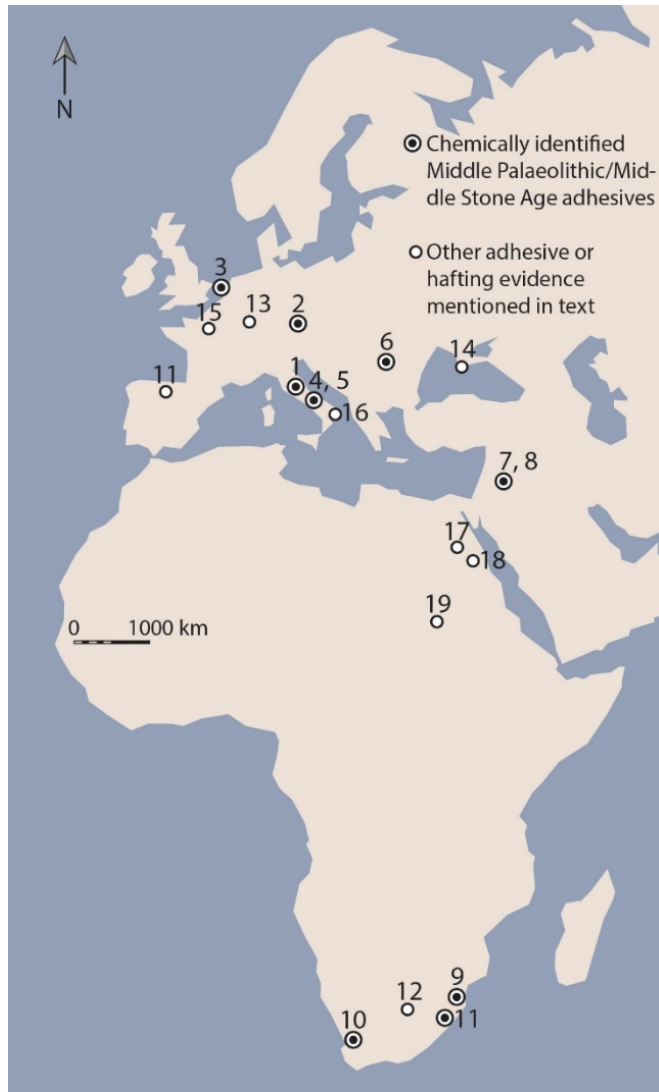 N
Chemically identified
Middle Palaeolithic/Mid-
dle Stone Age adhesives
Other adhesive or
hafting evidence
mentioned in text
3
15
13
2
6
14
11
1
4, 5
16
7, 8
17
18
19
0 1000 km
9
12
11
10